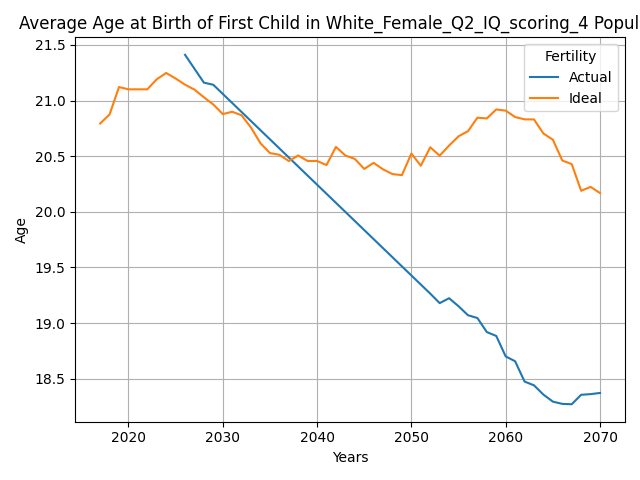 Average Age at Birth of First Child in White_Female_Q2_IQ_scoring_4 Popul
21.5
21.0
20.5
20.0
19.5
19.0
18.5
Age
Fertility
Actual
Ideal
2020 2030 2040 2050 2060 2070
Years